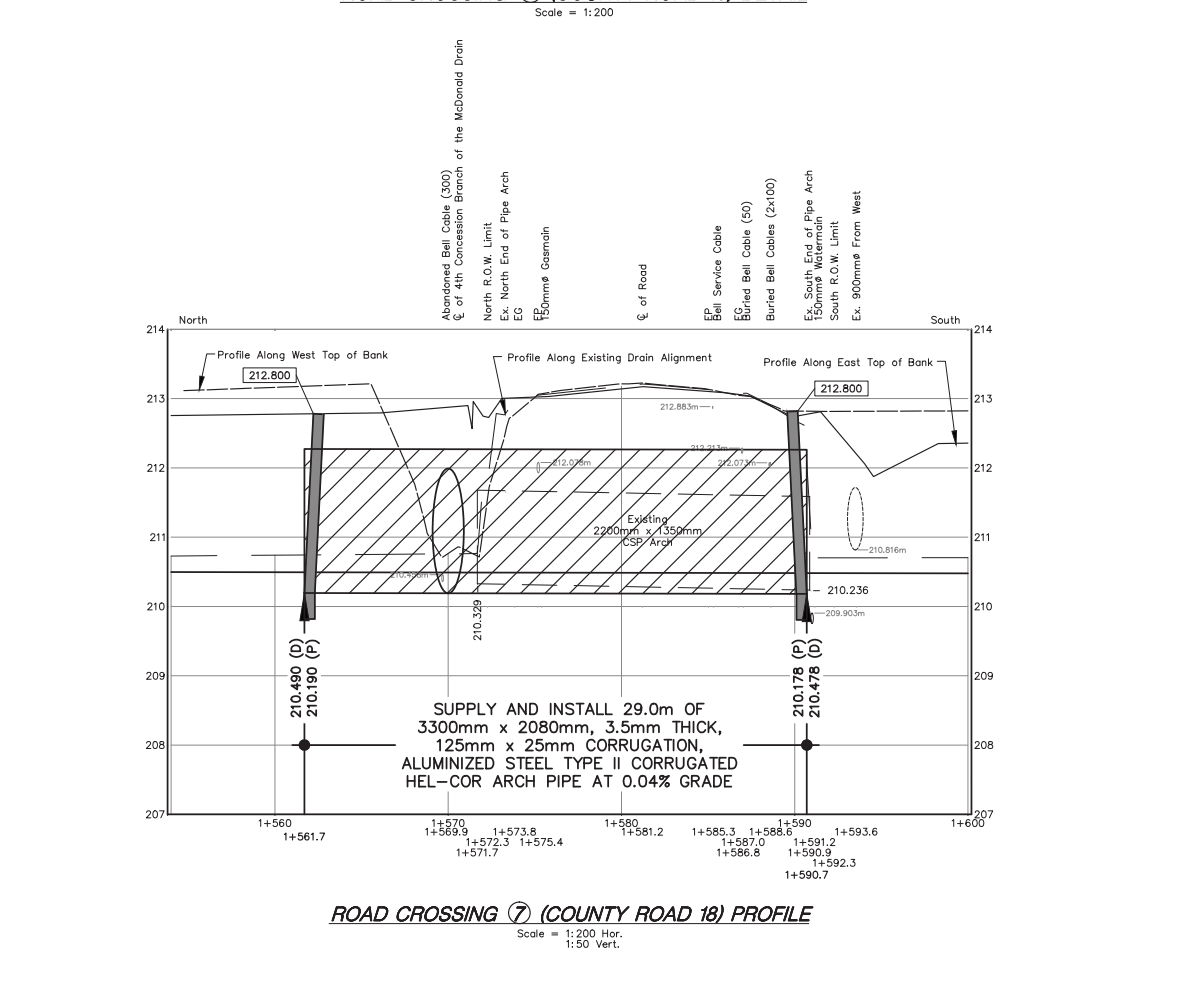 Scale = 1:200
Abandoned Bell Cable (300)
℄ of 4th Concession Branch of the McDonald Drain
North R.O.W. Limit
Ex. North End of Pipe Arch
EG
EP
150mmø Gasmain
℄ of Road
EP
Bell Service Cable
EG
Buried Bell Cable (50)
Buried Bell Cables (2x100)
Ex. South End of Pipe Arch
150mmø Watermain
South R.O.W. Limit
Ex. 900mmø From West
North
South
214
214
Profile Along West Top of Bank
Profile Along Existing Drain Alignment
Profile Along East Top of Bank
212.800
212.800
213
213
212.883m
212.213m
212.078m
212.073m
212
212
Existing
2200mm x 1350mm
CSP Arch
211
211
210.816m
210.458m
210.236
210
210
209.903m
210.329
210.490 (D)
210.190 (P)
210.178 (P)
210.478 (D)
209
209
SUPPLY AND INSTALL 29.0m OF
3300mm x 2080mm, 3.5mm THICK,
125mm x 25mm CORRUGATION,
ALUMINIZED STEEL TYPE II CORRUGATED
HEL-COR ARCH PIPE AT 0.04% GRADE
208
208
207
207
1+560 1+570 1+580 1+590 1+600
1+561.7 1+569.9 1+573.8 1+581.2 1+585.3 1+588.6 1+593.6
1+572.3 1+575.4 1+587.0 1+591.2
1+571.7 1+586.8 1+590.9
1+592.3
1+590.7
ROAD CROSSING 7 (COUNTY ROAD 18) PROFILE
Scale = 1:200 Hor.
1:50 Vert.